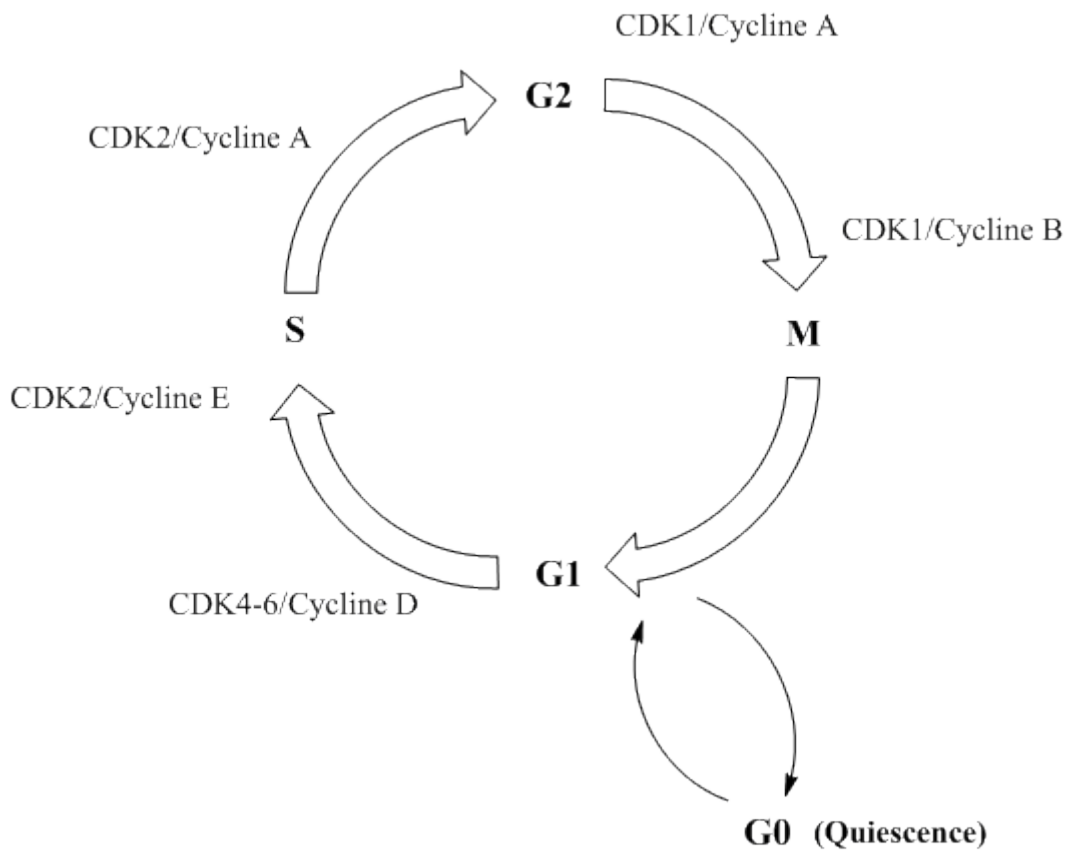 CDK1/Cycline A
G2
CDK2/Cycline A
CDK1/Cycline B
S
M
CDK2/Cycline E
G1
CDK4-6/Cycline D
G0 (Quiescence)